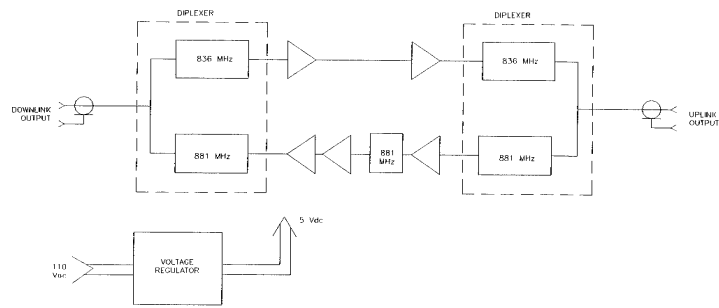 DIPLEXER
DIPLEXER
836 MHz
836 MHz
DOWNLINK
OUTPUT
UPLINK
OUTPUT
881 MHz
881
MHz
881 MHz
5 Vdc
110
Vac
VOLTAGE
REGULATOR